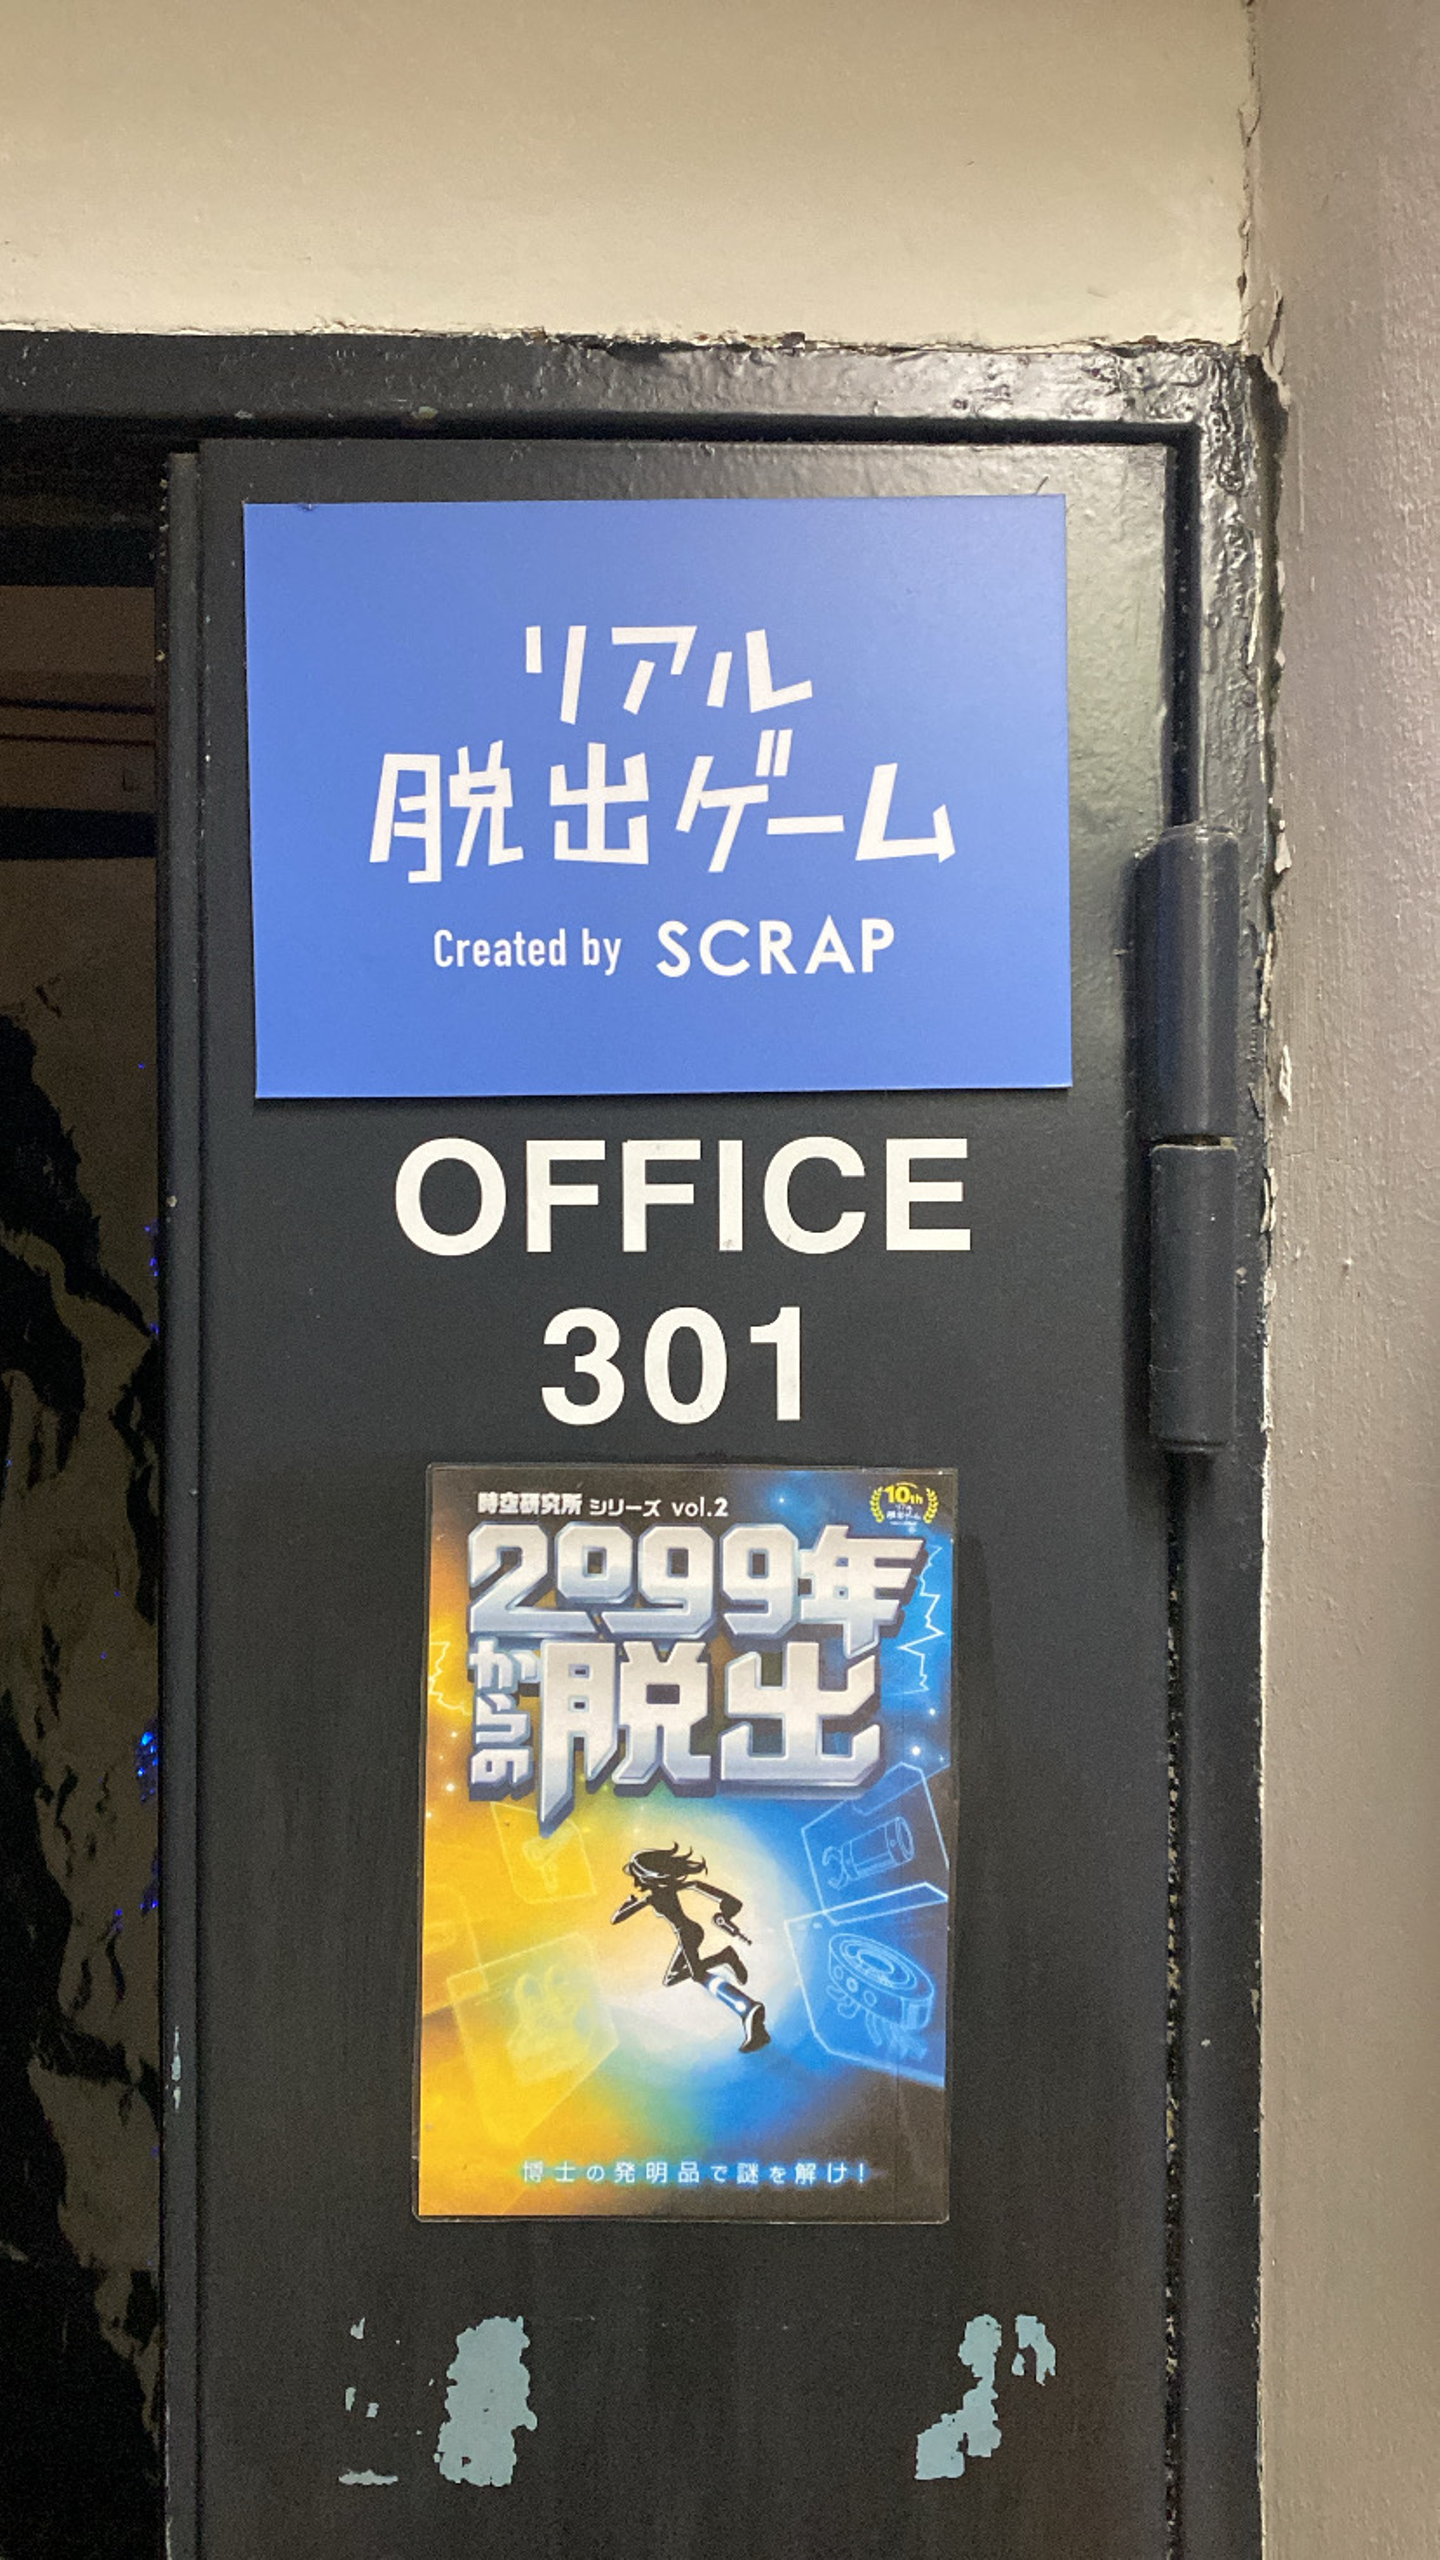 リアル
脱出ゲーム
Created by SCRAP
OFFICE
301
時空研究所 シリーズ vol.2
10th
2099年
からの脱出
博士の発明品で謎を解け!